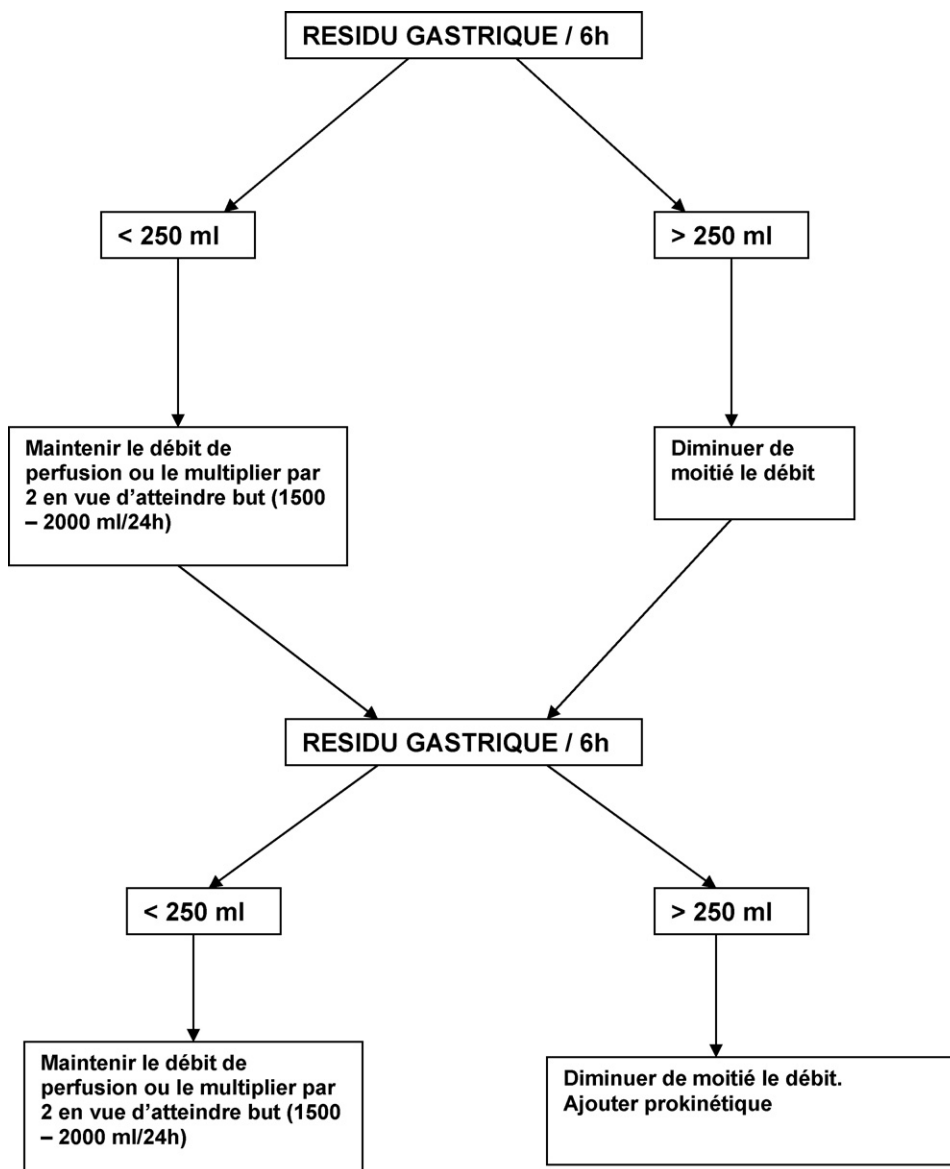 RESIDU GASTRIQUE / 6h
< 250 ml
> 250 ml
Maintenir le débit de
perfusion ou le multiplier par
2 en vue d'atteindre but (1500
– 2000 ml/24h)
Diminuer de
moitié le débit
RESIDU GASTRIQUE / 6h
< 250 ml
> 250 ml
Maintenir le débit de
perfusion ou le multiplier par
2 en vue d'atteindre but (1500
– 2000 ml/24h)
Diminuer de moitié le débit.
Ajouter prokinétique